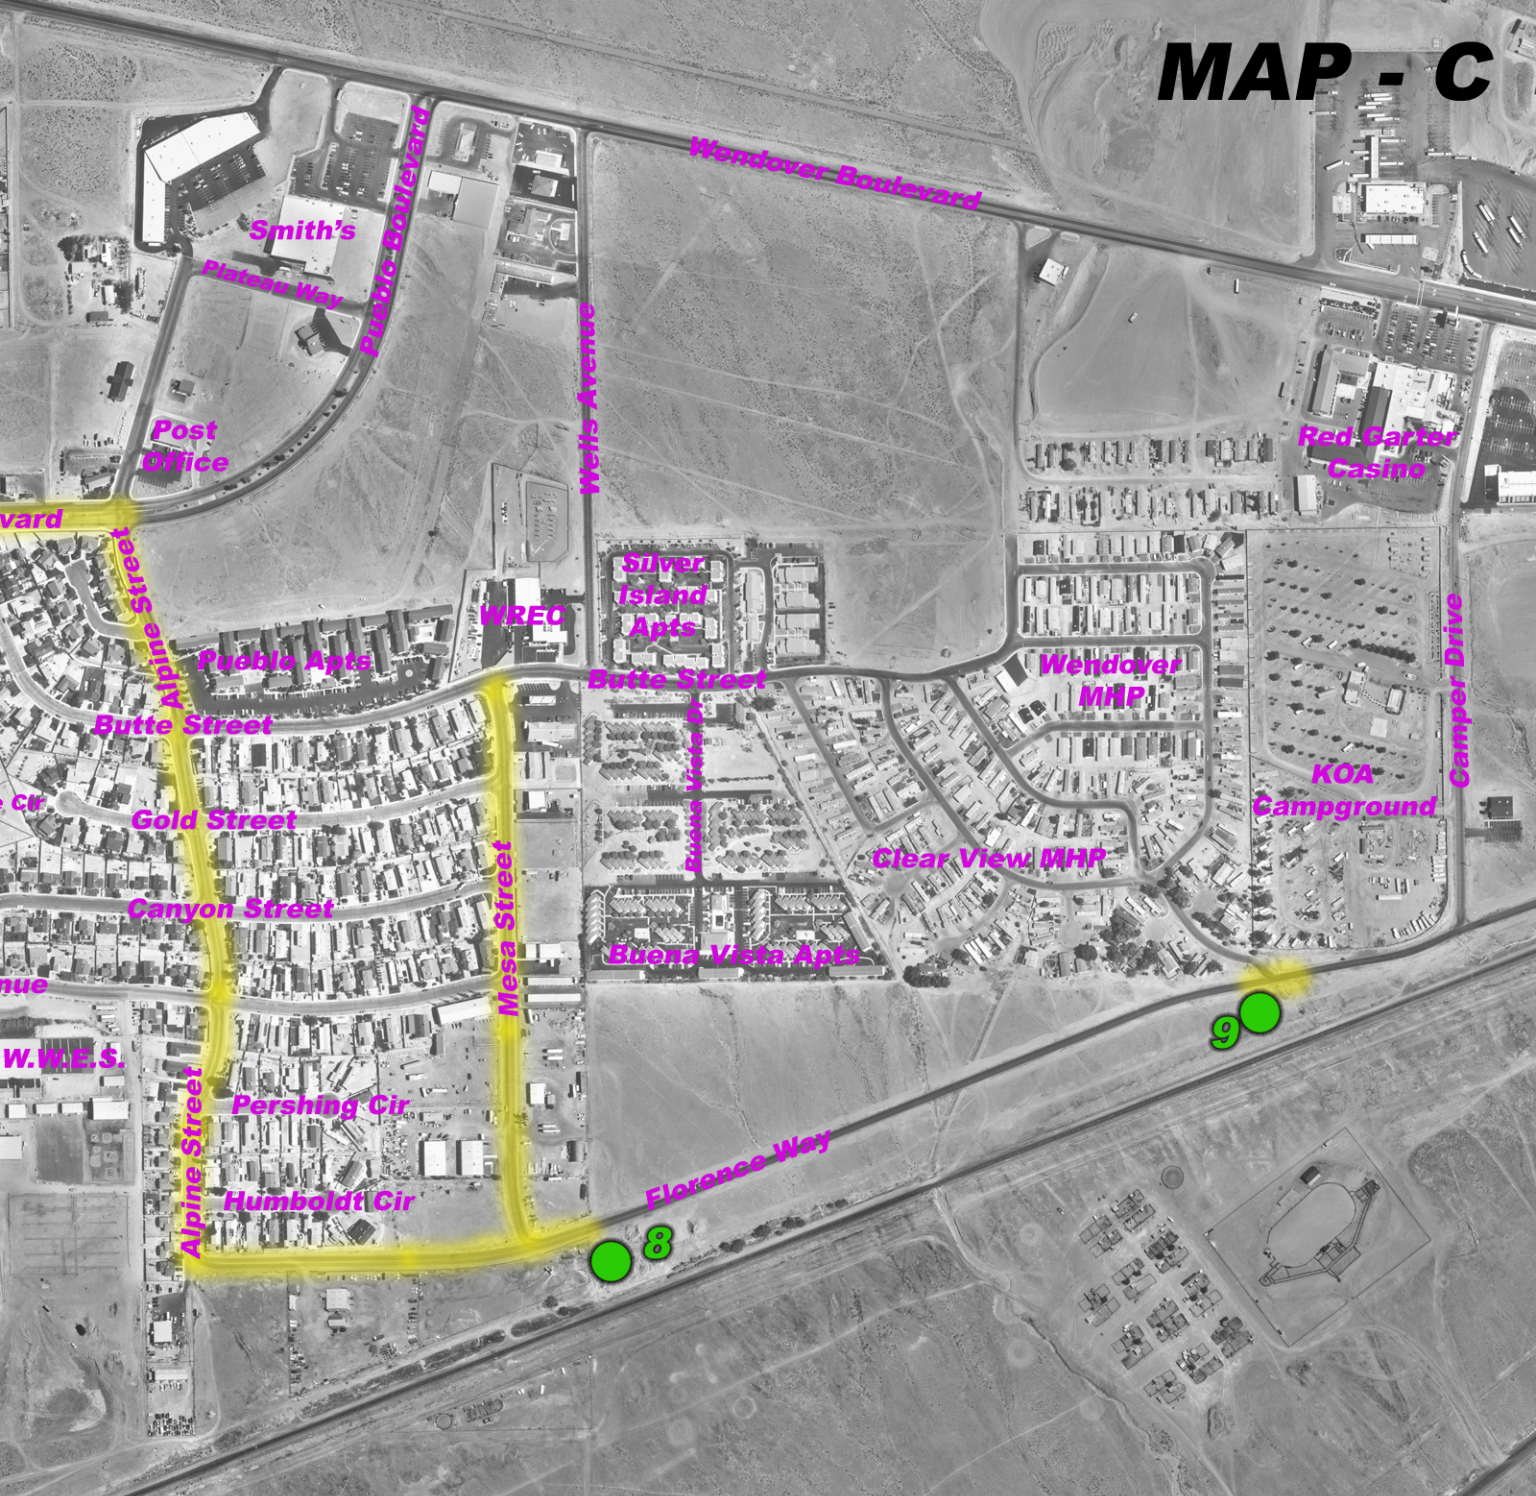 MAP - C
Wendover Boulevard
Pueblo Boulevard
Smith's
Plateau Way
Wells Avenue
Post
Office
Red Garter
Casino
vard
Alpine Street
Silver
Island
Apts
WREC
Pueblo Apts
Butte Street
Wendover
MHP
Camper Drive
Butte Street
Buena Vista Dr
KOA
Campground
e Cir
Gold Street
Clear View MHP
Canyon Street
Mesa Street
Buena Vista Apts
nue
9
W.W.E.S.
Alpine Street
Pershing Cir
Florence Way
Humboldt Cir
8